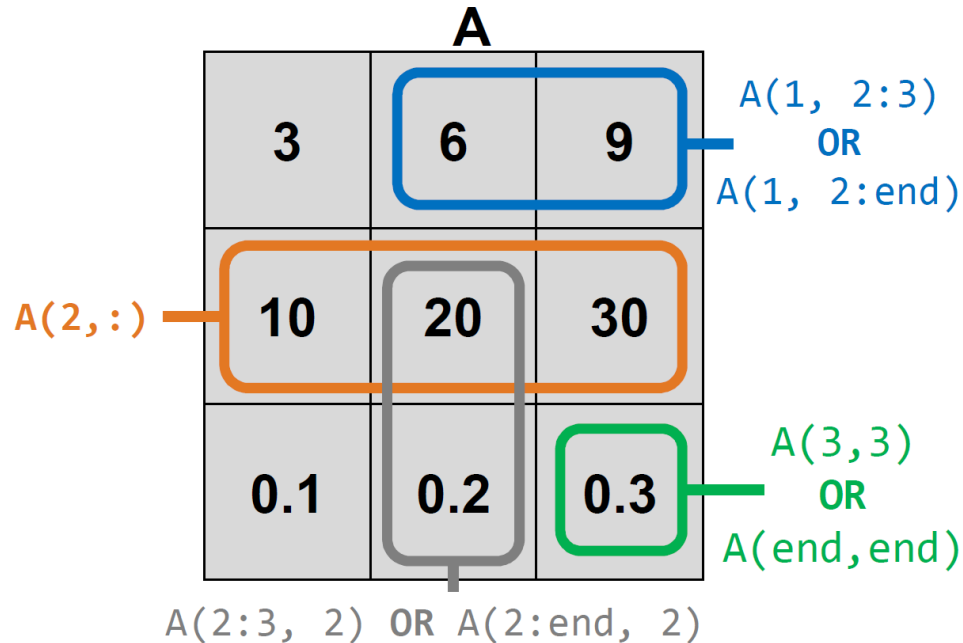 A
3 6 9
A(1, 2:3)
OR
A(1, 2:end)
A(2,:)
10 20 30
0.1 0.2 0.3
A(3,3)
OR
A(end,end)
A(2:3, 2) OR A(2:end, 2)